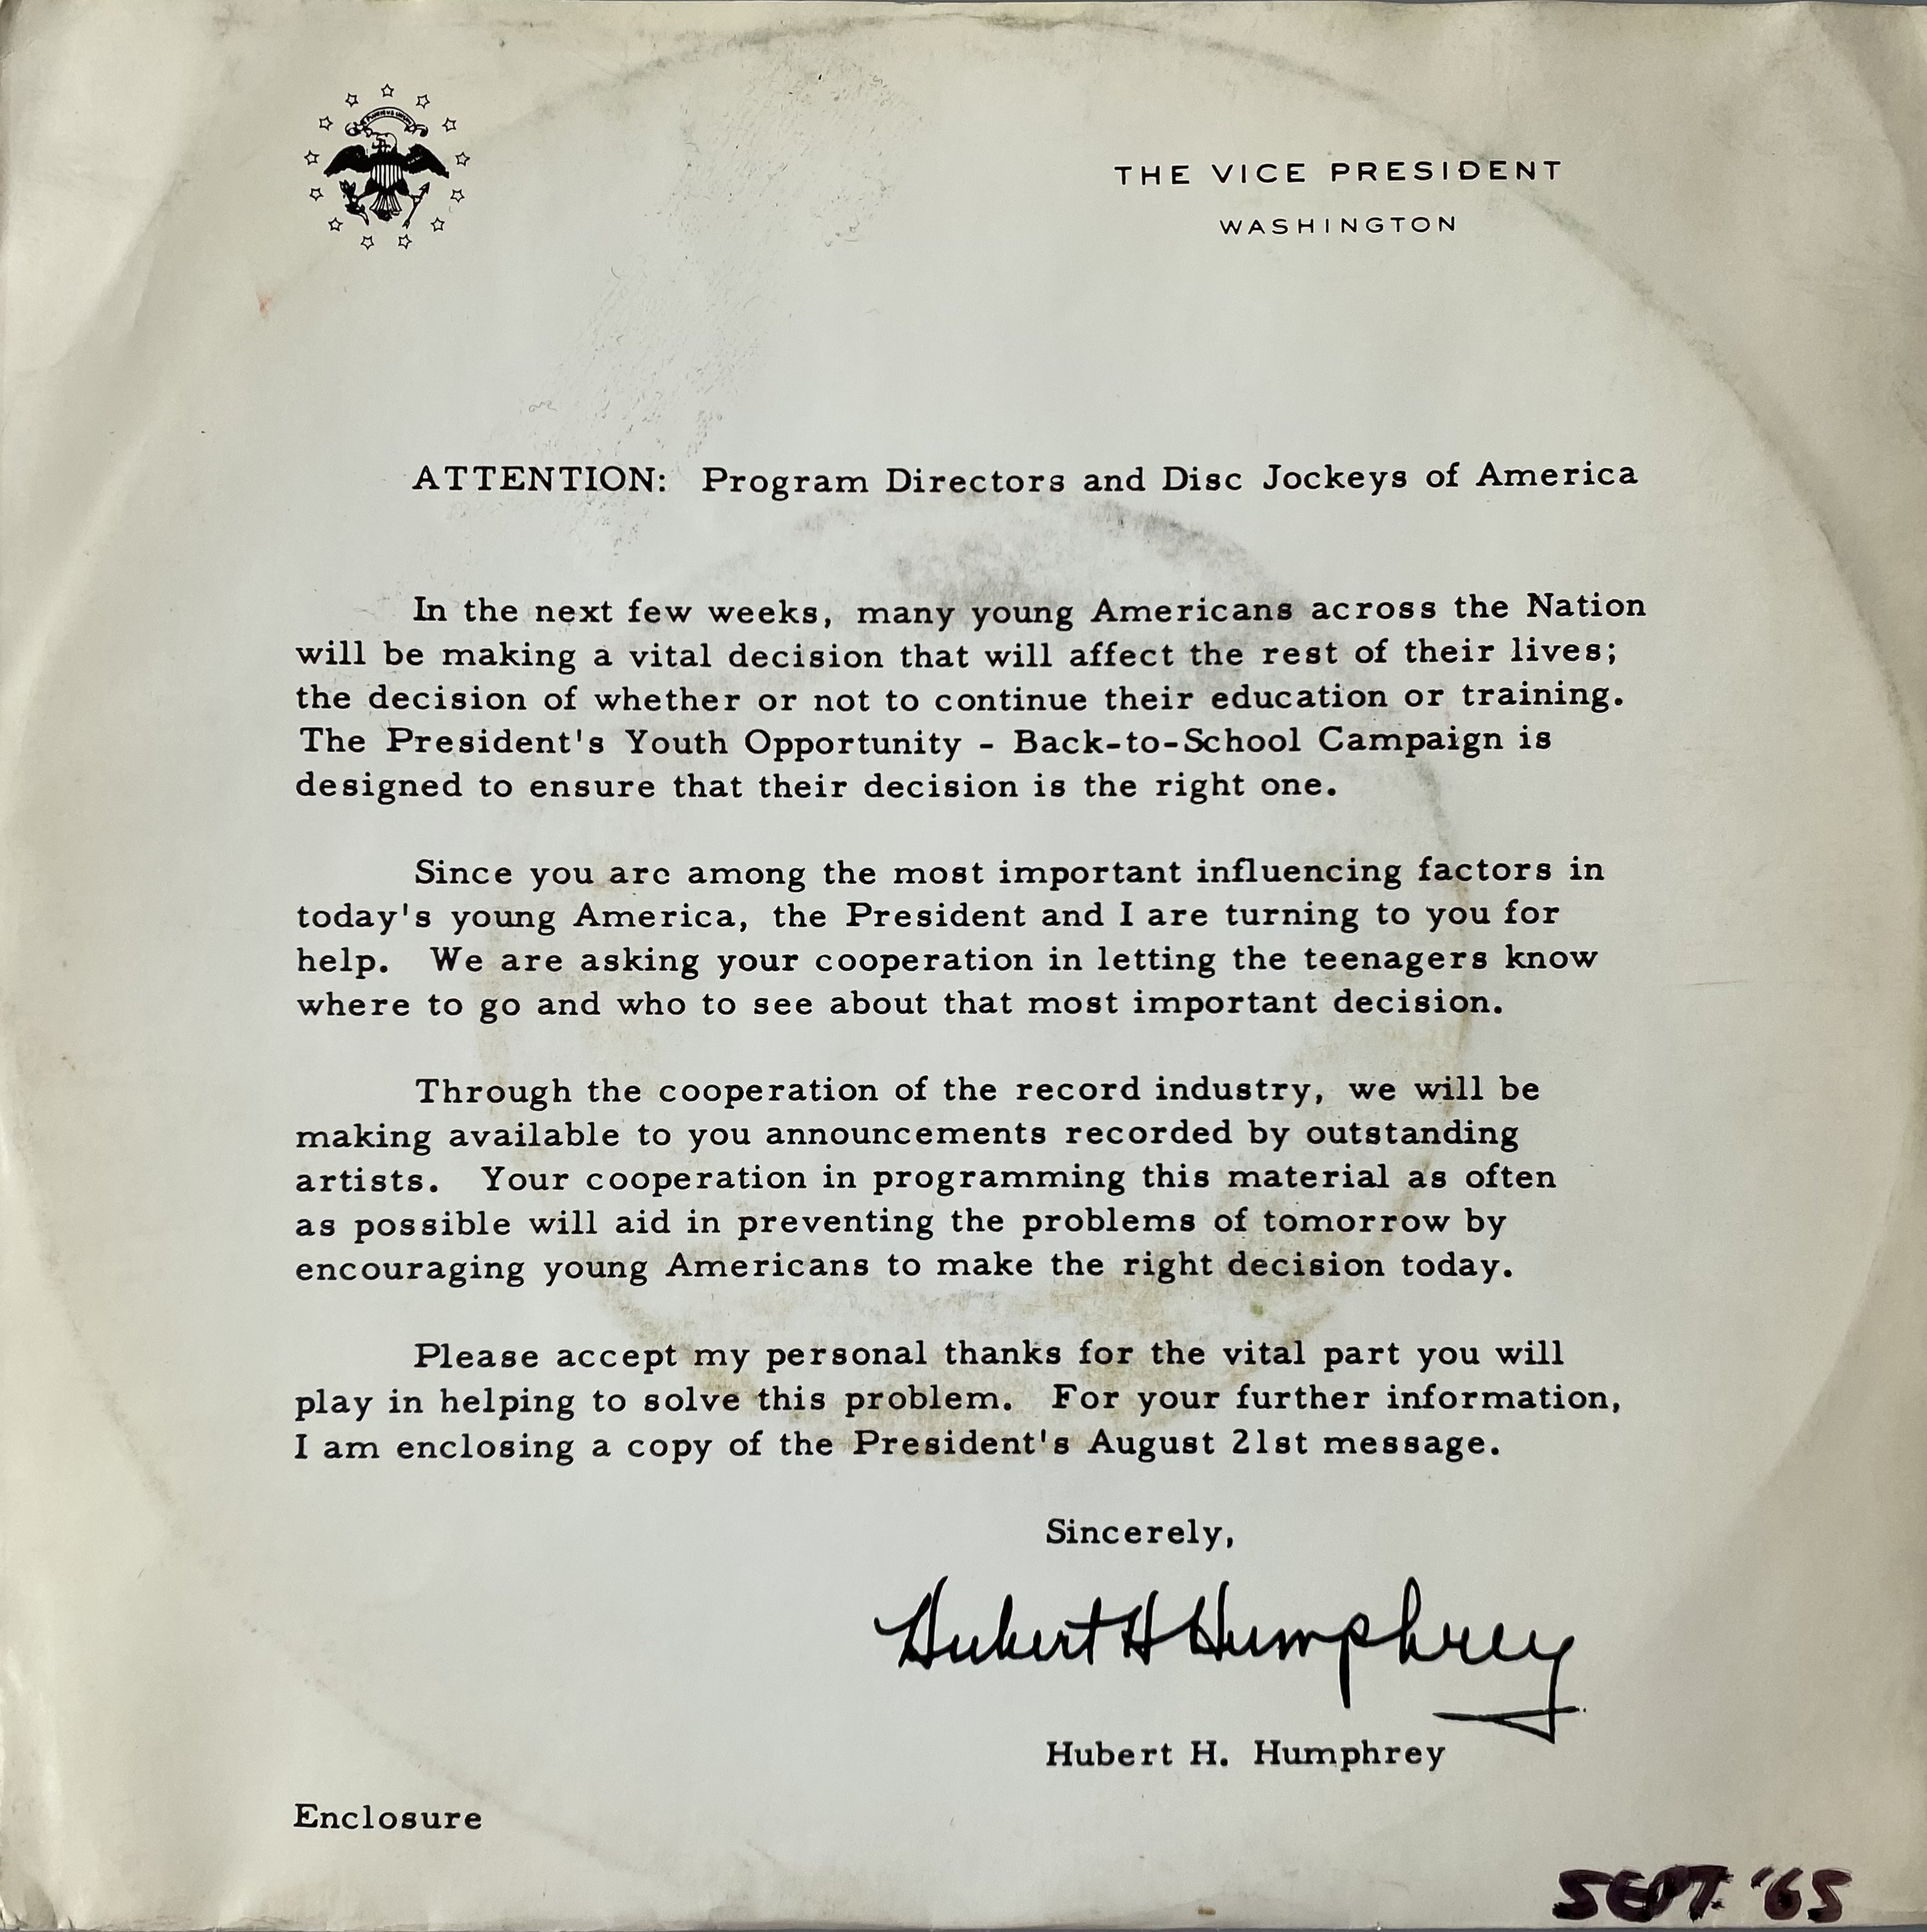 E PLURIBUS UNUM
THE VICE PRESIDENT
WASHINGTON
ATTENTION: Program Directors and Disc Jockeys of America
In the next few weeks, many young Americans across the Nation
will be making a vital decision that will affect the rest of their lives;
the decision of whether or not to continue their education or training.
The President's Youth Opportunity - Back-to-School Campaign is
designed to ensure that their decision is the right one.
Since you are among the most important influencing factors in
today's young America, the President and I are turning to you for
help. We are asking your cooperation in letting the teenagers know
where to go and who to see about that most important decision.
Through the cooperation of the record industry, we will be
making available to you announcements recorded by outstanding
artists. Your cooperation in programming this material as often
as possible will aid in preventing the problems of tomorrow by
encouraging young Americans to make the right decision today.
Please accept my personal thanks for the vital part you will
play in helping to solve this problem. For your further information,
I am enclosing a copy of the President's August 21st message.
Sincerely,
Hubert H Humphrey
Hubert H. Humphrey
Enclosure
SEPT. '65